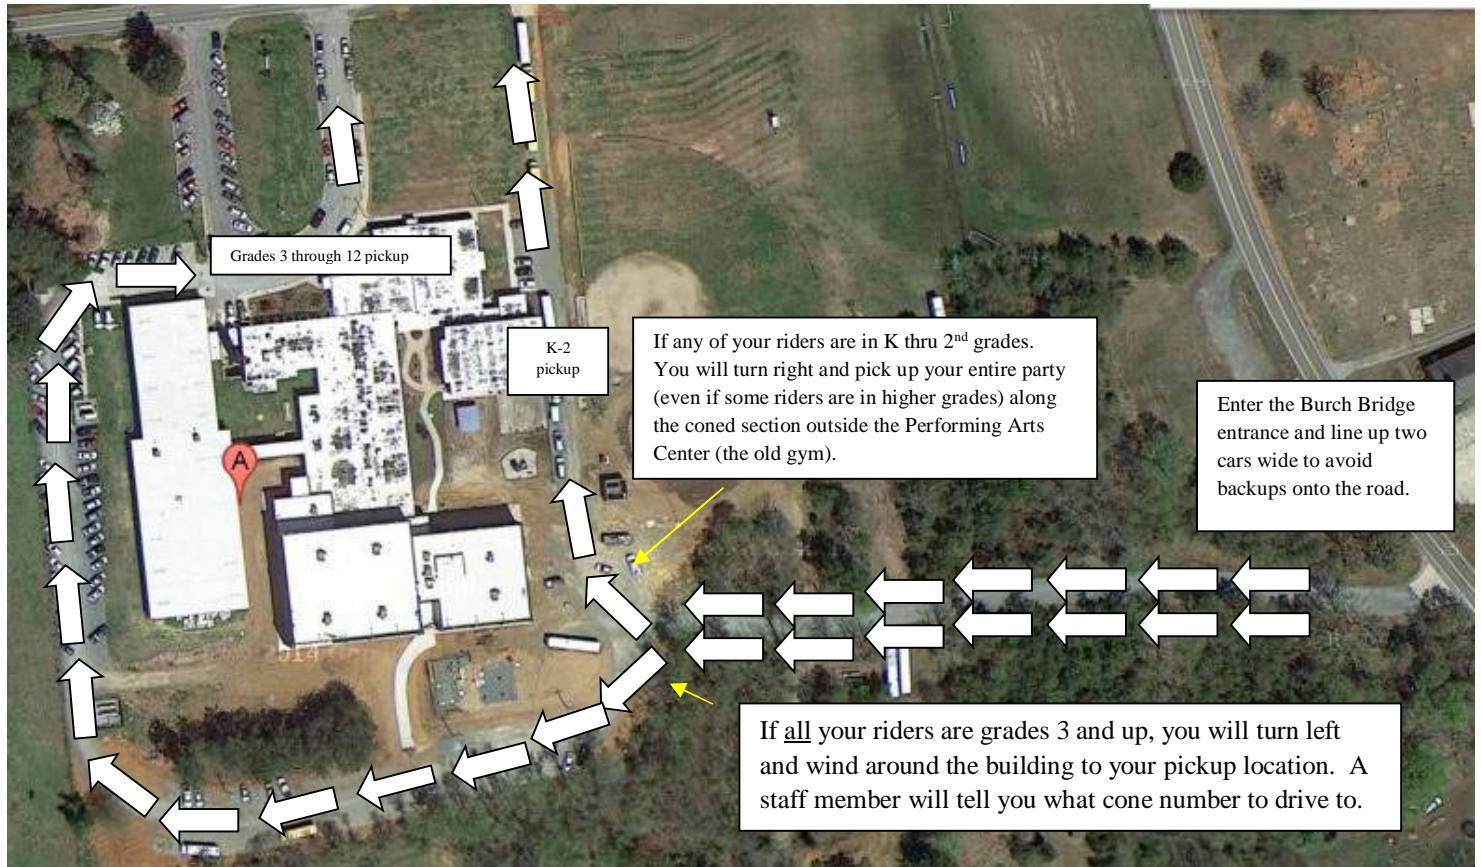 Grades 3 through 12 pickup
K-2
pickup
If any of your riders are in K thru 2nd grades.
You will turn right and pick up your entire party
(even if some riders are in higher grades) along
the coned section outside the Performing Arts
Center (the old gym).
Enter the Burch Bridge
entrance and line up two
cars wide to avoid
backups onto the road.
A
If all your riders are grades 3 and up, you will turn left
and wind around the building to your pickup location.  A
staff member will tell you what cone number to drive to.